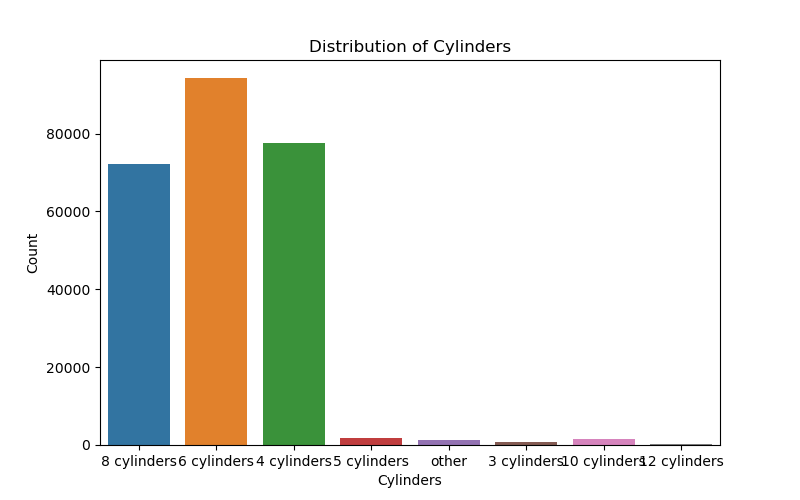 Distribution of Cylinders
80000
60000
40000
20000
0
Count
8 cylinders 6 cylinders 4 cylinders 5 cylinders other 3 cylinders 10 cylinders 12 cylinders
Cylinders